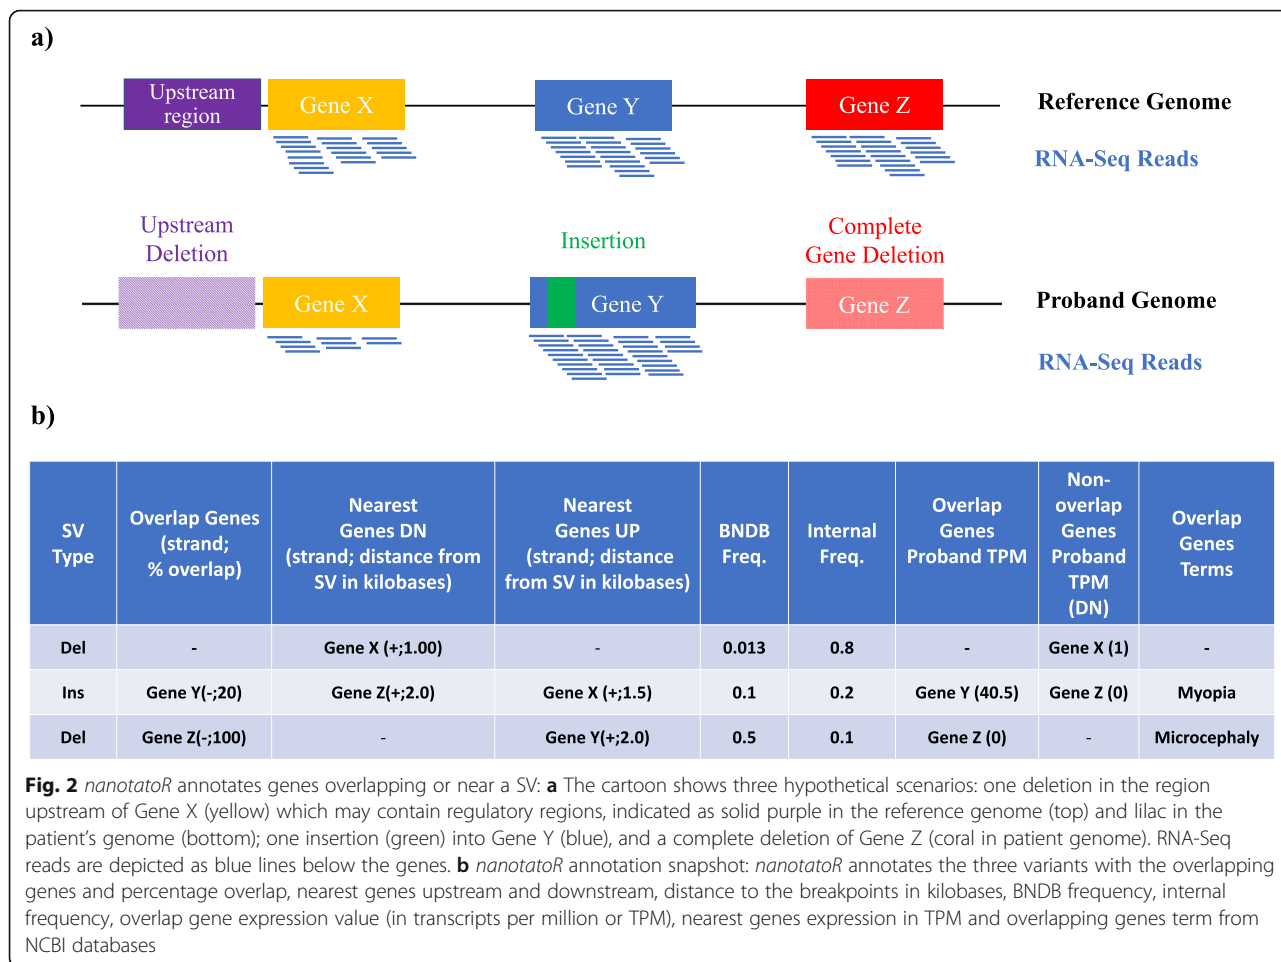 a)
Upstream
region
Gene X
Gene Y
Gene Z
Reference Genome
RNA-Seq Reads
Upstream
Deletion
Insertion
Complete
Gene Deletion
Gene X
Gene Y
Gene Z
Proband Genome
RNA-Seq Reads
b)
SV
Type
Overlap Genes
(strand;
% overlap)
Nearest
Genes DN
(strand; distance from
SV in kilobases)
Nearest
Genes UP
(strand; distance
from SV in kilobases)
BNDB
Freq.
Internal
Freq.
Overlap
Genes
Proband TPM
Non-
overlap
Genes
Proband
TPM
(DN)
Overlap
Genes
Terms
Del - Gene X (+;1.00) - 0.013 0.8 - Gene X (1) -
Ins Gene Y(-;20) Gene Z(+;2.0) Gene X (+;1.5) 0.1 0.2 Gene Y (40.5) Gene Z (0) Myopia
Del Gene Z(-;100) - Gene Y(+;2.0) 0.5 0.1 Gene Z (0) - Microcephaly
Fig. 2 nanotatoR annotates genes overlapping or near a SV: a The cartoon shows three hypothetical scenarios: one deletion in the region
upstream of Gene X (yellow) which may contain regulatory regions, indicated as solid purple in the reference genome (top) and lilac in the
patient's genome (bottom); one insertion (green) into Gene Y (blue), and a complete deletion of Gene Z (coral in patient genome). RNA-Seq
reads are depicted as blue lines below the genes. b nanotatoR annotation snapshot: nanotatoR annotates the three variants with the overlapping
genes and percentage overlap, nearest genes upstream and downstream, distance to the breakpoints in kilobases, BNDB frequency, internal
frequency, overlap gene expression value (in transcripts per million or TPM), nearest genes expression in TPM and overlapping genes term from
NCBI databases